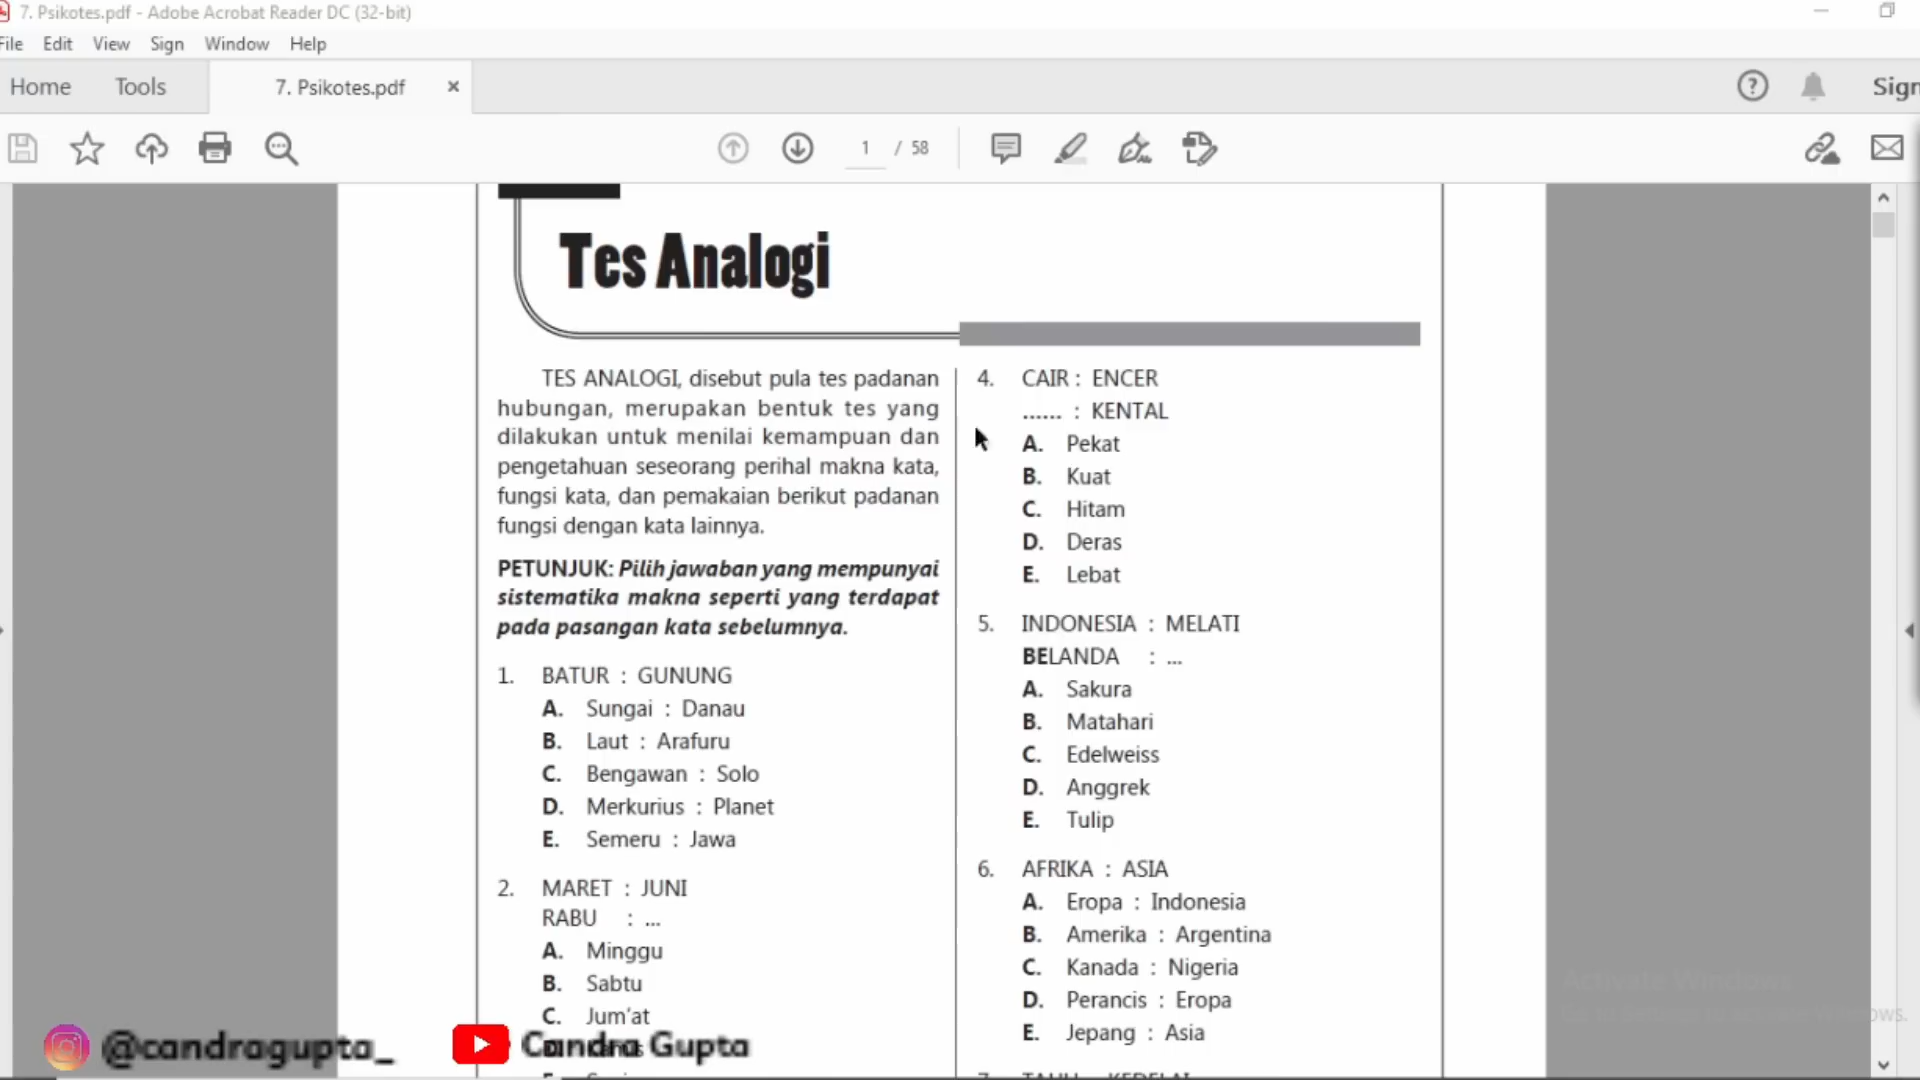 7. Psikotes.pdf - Adobe Acrobat Reader DC (32-bit)
File Edit View Sign Window Help
Home Tools 7. Psikotes.pdf × Sign
1 / 58
Tes Analogi
TES ANALOGI, disebut pula tes padanan
hubungan, merupakan bentuk tes yang
dilakukan untuk menilai kemampuan dan
pengetahuan seseorang perihal makna kata,
fungsi kata, dan pemakaian berikut padanan
fungsi dengan kata lainnya.
PETUNJUK: Pilih jawaban yang mempunyai
sistematika makna seperti yang terdapat
pada pasangan kata sebelumnya.
1. BATUR : GUNUNG
A. Sungai : Danau
B. Laut : Arafuru
C. Bengawan : Solo
D. Merkurius : Planet
E. Semeru : Jawa
2. MARET : JUNI
RABU : ...
A. Minggu
B. Sabtu
C. Jum'at
4. CAIR : ENCER
...... : KENTAL
A. Pekat
B. Kuat
C. Hitam
D. Deras
E. Lebat
5. INDONESIA : MELATI
BELANDA : ...
A. Sakura
B. Matahari
C. Edelweiss
D. Anggrek
E. Tulip
6. AFRIKA : ASIA
A. Eropa : Indonesia
B. Amerika : Argentina
C. Kanada : Nigeria
D. Perancis : Eropa
E. Jepang : Asia
Activate Windows
@candragupta_ Candra Gupta